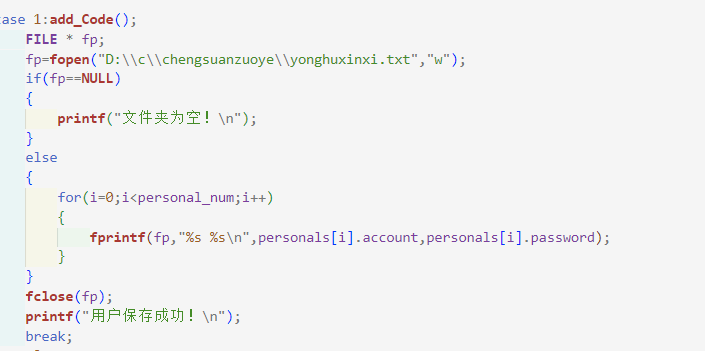 case 1:add_Code();
FILE * fp;
fp=fopen("D:\\c\\chengsuanzuoye\\yonghuxinxi.txt","w");
if(fp==NULL)
{
printf("文件夹为空！\n");
}
else
{
for(i=0;i<personal_num;i++)
{
fprintf(fp,"%s %s\n",personals[i].account,personals[i].password);
}
}
fclose(fp);
printf("用户保存成功！\n");
break;